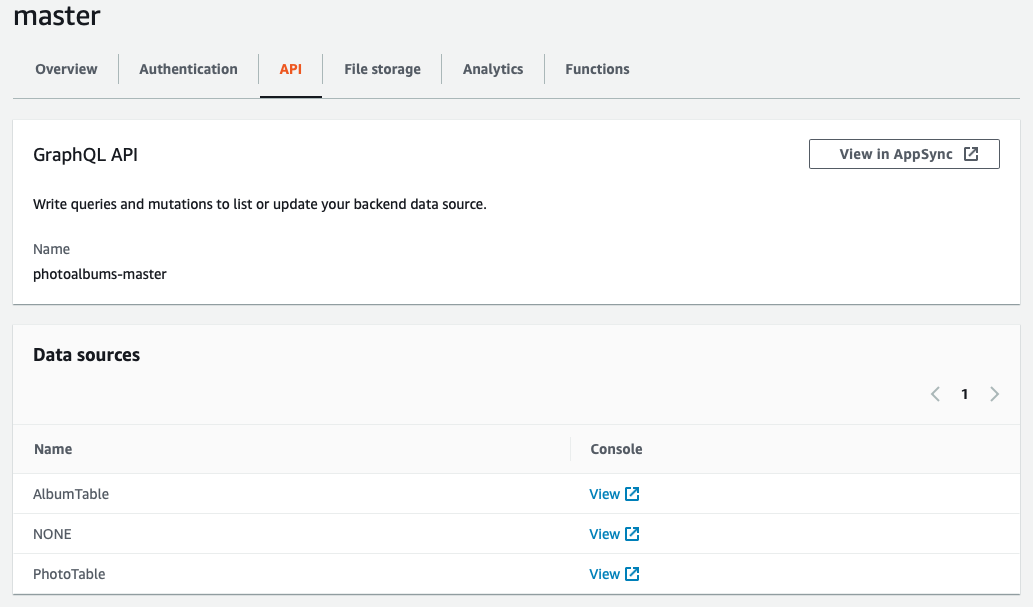 master
Overview Authentication API File storage Analytics Functions
GraphQL API View in AppSync
Write queries and mutations to list or update your backend data source.
Name
photoalbums-master
Data sources
1
Name Console
AlbumTable View
NONE View
PhotoTable View